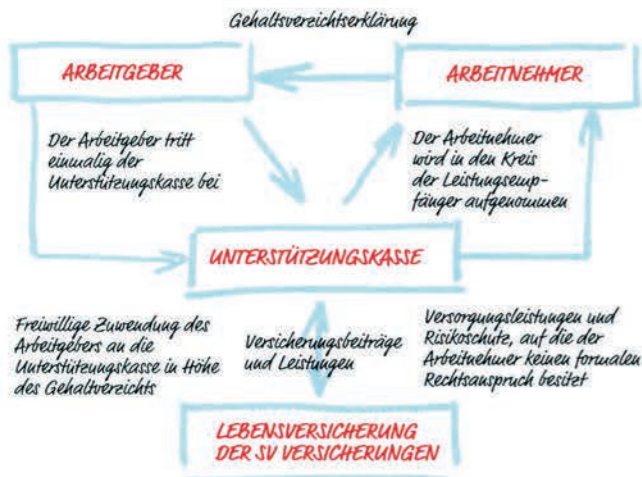 Gehaltsverzichtserklärung
ARBEITGEBER
ARBEITNEHMER
Der Arbeitgeber tritt
einmalig der
Unterstützungskasse bei
Der Arbeitnehmer
wird in den Kreis
der Leistungsemp-
fänger aufgenommen
UNTERSTÜTZUNGSKASSE
Freiwillige Zuwendung des
Arbeitgebers an die
Unterstützungskasse in Höhe
des Gehaltverzichts
Versicherungsbeiträge
und Leistungen
Versorgungsleistungen und
Risikoschutz, auf die der
Arbeitnehmer keinen formalen
Rechtsanspruch besitzt
LEBENSVERSICHERUNG
DER SV VERSICHERUNGEN